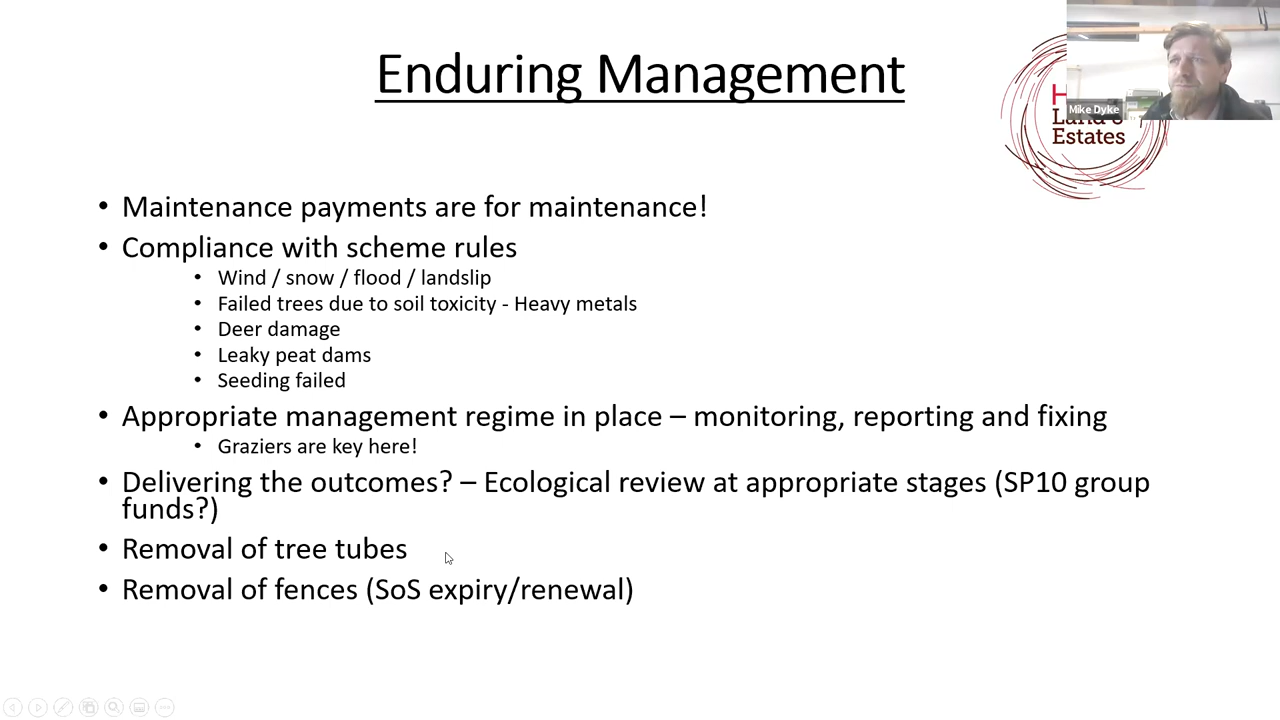 Enduring Management
Mike Dyke
Estates
• Maintenance payments are for maintenance!
• Compliance with scheme rules
• Wind / snow / flood / landslip
• Failed trees due to soil toxicity - Heavy metals
• Deer damage
• Leaky peat dams
• Seeding failed
• Appropriate management regime in place – monitoring, reporting and fixing
• Graziers are key here!
• Delivering the outcomes? – Ecological review at appropriate stages (SP10 group
funds?)
• Removal of tree tubes
• Removal of fences (SoS expiry/renewal)